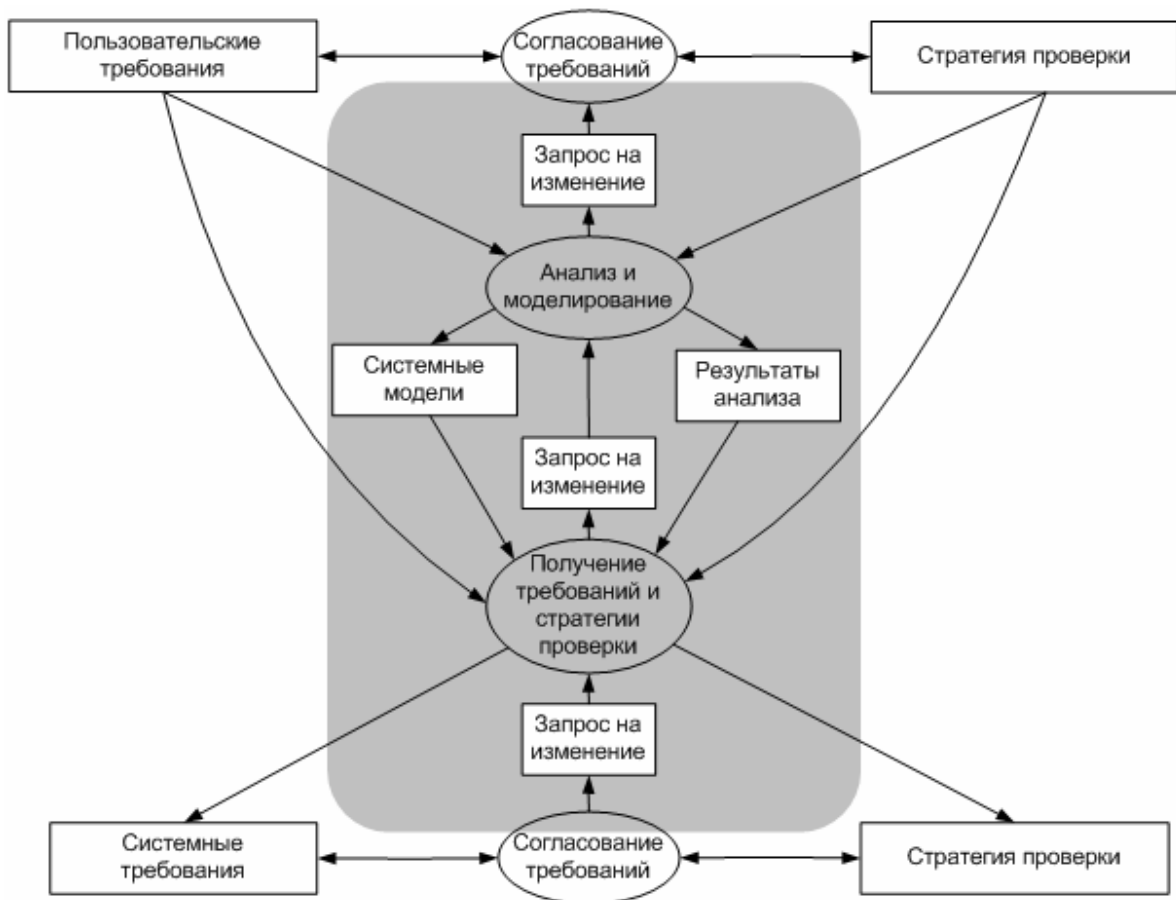 Пользовательские
требования
Согласование
требований
Стратегия проверки
Запрос на
изменение
Анализ и
моделирование
Системные
модели
Результаты
анализа
Запрос на
изменение
Получение
требований и
стратегии
проверки
Запрос на
изменение
Системные
требования
Согласование
требований
Стратегия проверки